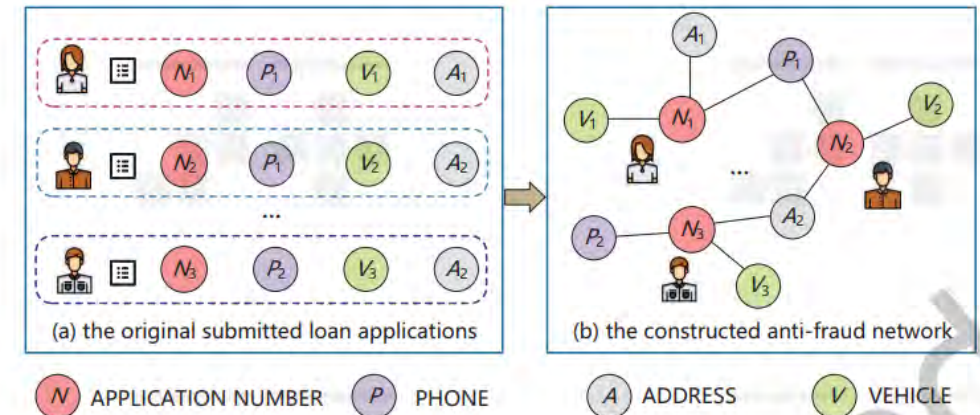 N₁ P₁ V₁ A₁
N₂ P₁ V₂ A₂
...
N₃ P₂ V₃ A₂
(a) the original submitted loan applications
A₁
P₁
V₁ N₁ V₂
N₂
...
A₂
P₂ N₃
V₃
(b) the constructed anti-fraud network
N APPLICATION NUMBER P PHONE A ADDRESS V VEHICLE